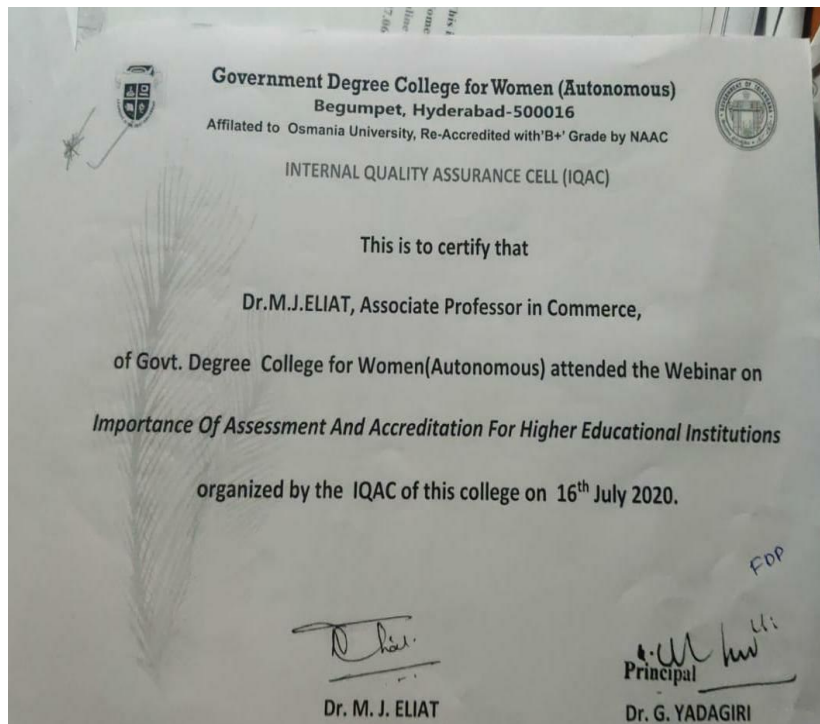 Government Degree College for Women (Autonomous)
Begumpet, Hyderabad-500016
Affilated to Osmania University, Re-Accredited with'B+' Grade by NAAC
INTERNAL QUALITY ASSURANCE CELL (IQAC)
This is to certify that
Dr.M.J.ELIAT, Associate Professor in Commerce,
of Govt. Degree College for Women(Autonomous) attended the Webinar on
Importance Of Assessment And Accreditation For Higher Educational Institutions
organized by the IQAC of this college on 16th July 2020.
FDP
Principal
Dr. M. J. ELIAT
Dr. G. YADAGIRI